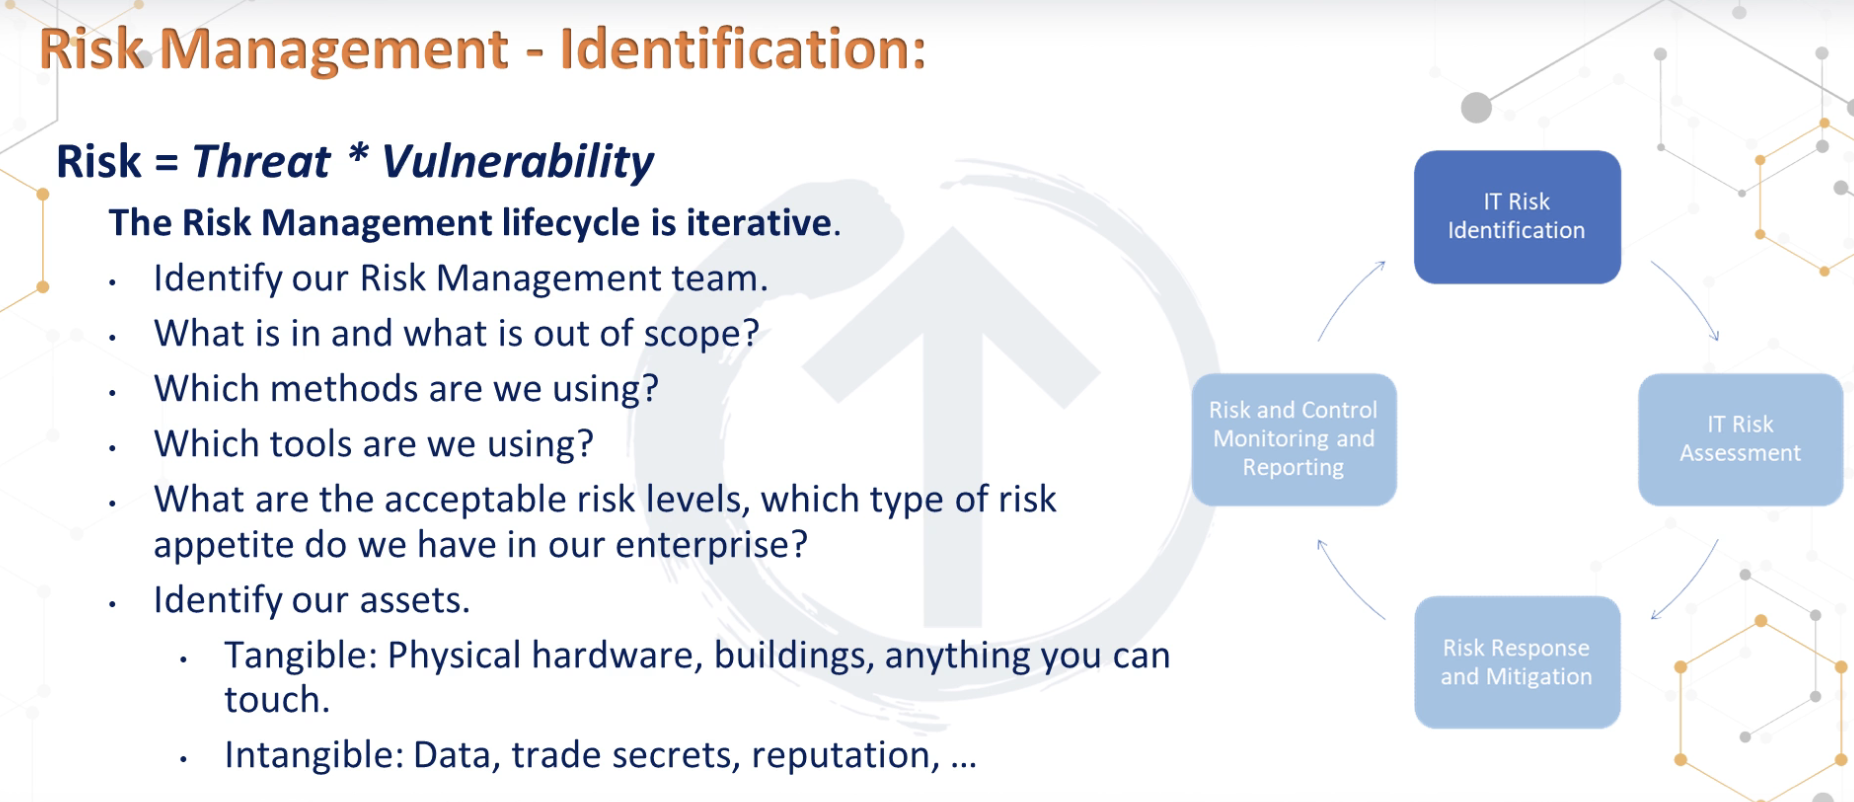 Risk Management - Identification:
Risk = Threat * Vulnerability
The Risk Management lifecycle is iterative.
• Identify our Risk Management team.
• What is in and what is out of scope?
• Which methods are we using?
• Which tools are we using?
• What are the acceptable risk levels, which type of risk
appetite do we have in our enterprise?
• Identify our assets.
• Tangible: Physical hardware, buildings, anything you can
touch.
• Intangible: Data, trade secrets, reputation, ...
IT Risk
Identification
IT Risk
Assessment
Risk Response
and Mitigation
Risk and Control
Monitoring and
Reporting